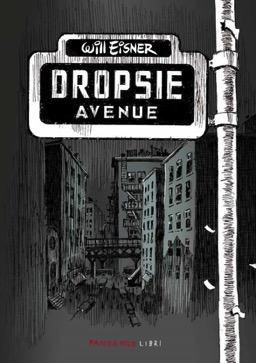 Will Eisner
DROPSIE
AVENUE
FANDANGO LIBRI